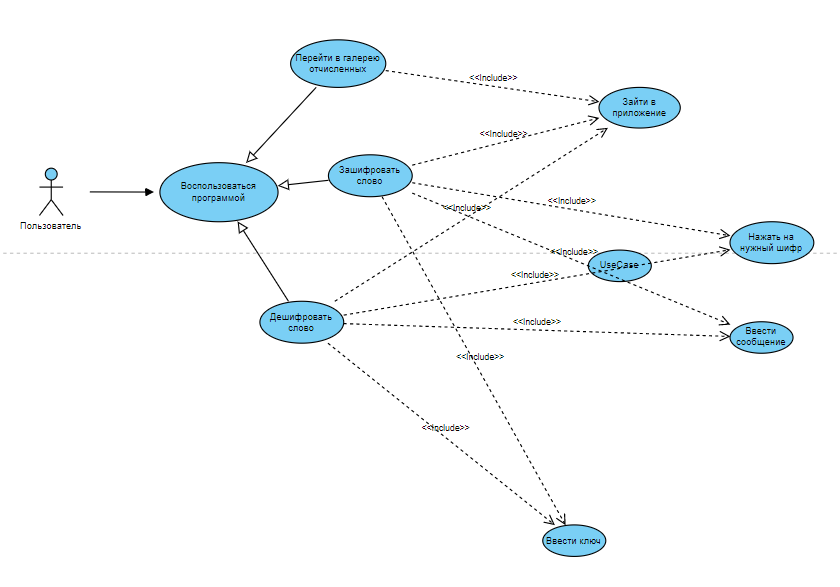 Перейти в галерею
отчисленных
<<Include>>
Зайти в
приложение
<<Include>>
Зашифровать
слово
Воспользоваться
программой
<<Include>>
<<Include>>
Пользователь
Нажать на
нужный шифр
<<Include>>
UseCase
<<Include>>
Дешифровать
слово
<<Include>>
Ввести
сообщение
<<Include>>
<<Include>>
Ввести ключ